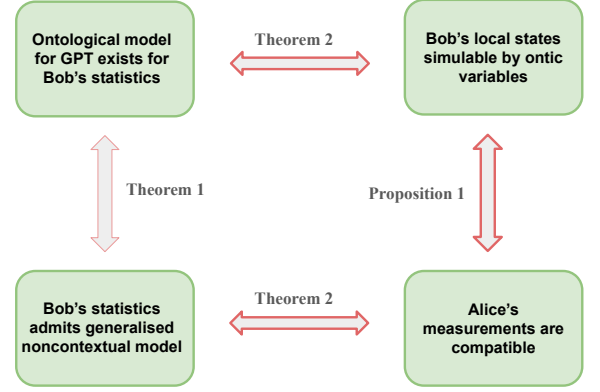 Ontological model
for GPT exists for
Bob's statistics
Theorem 2
Bob's local states
simulable by ontic
variables
Theorem 1
Proposition 1
Bob's statistics
admits generalised
noncontextual model
Theorem 2
Alice's
measurements are
compatible